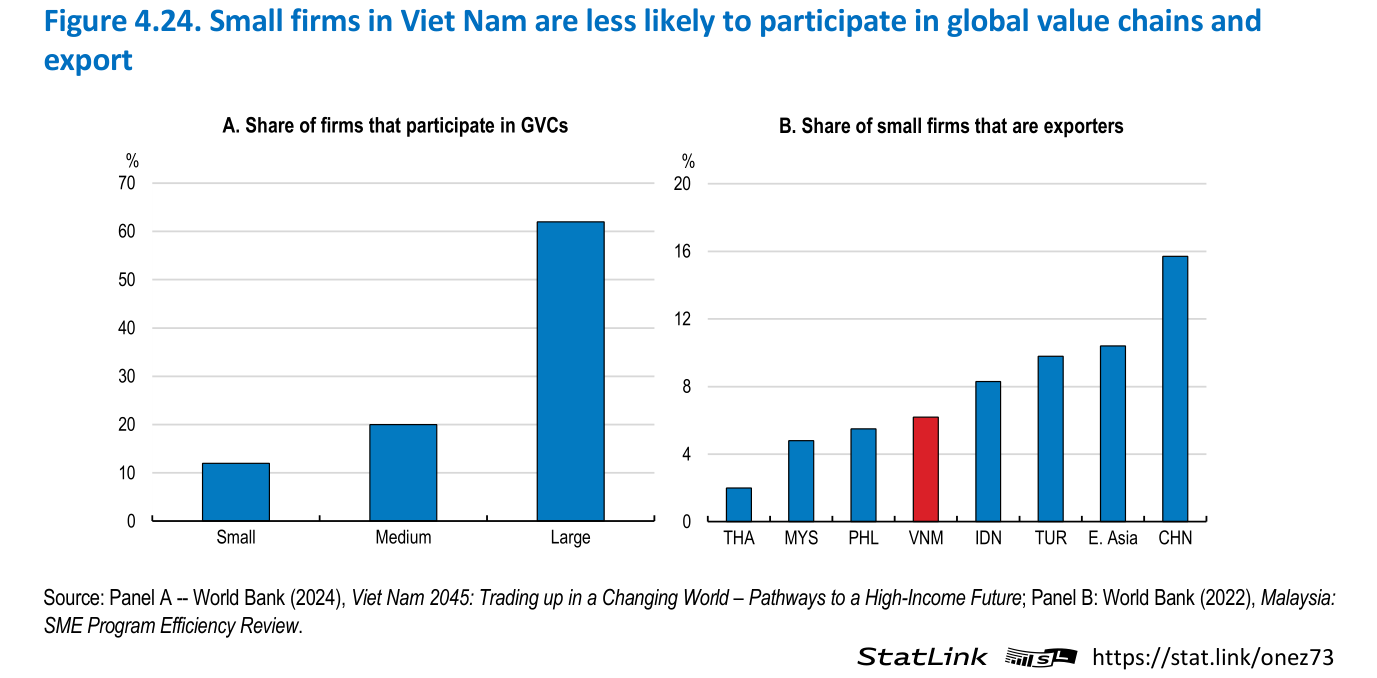 Figure 4.24. Small firms in Viet Nam are less likely to participate in global value chains and
export
A. Share of firms that participate in GVCs
%
70
60
50
40
30
20
10
0
Small Medium Large
B. Share of small firms that are exporters
%
20
16
12
8
4
0
THA MYS PHL VNM IDN TUR E. Asia CHN
Source: Panel A -- World Bank (2024), Viet Nam 2045: Trading up in a Changing World – Pathways to a High-Income Future; Panel B: World Bank (2022), Malaysia:
SME Program Efficiency Review.
StatLink SL https://stat.link/onez73